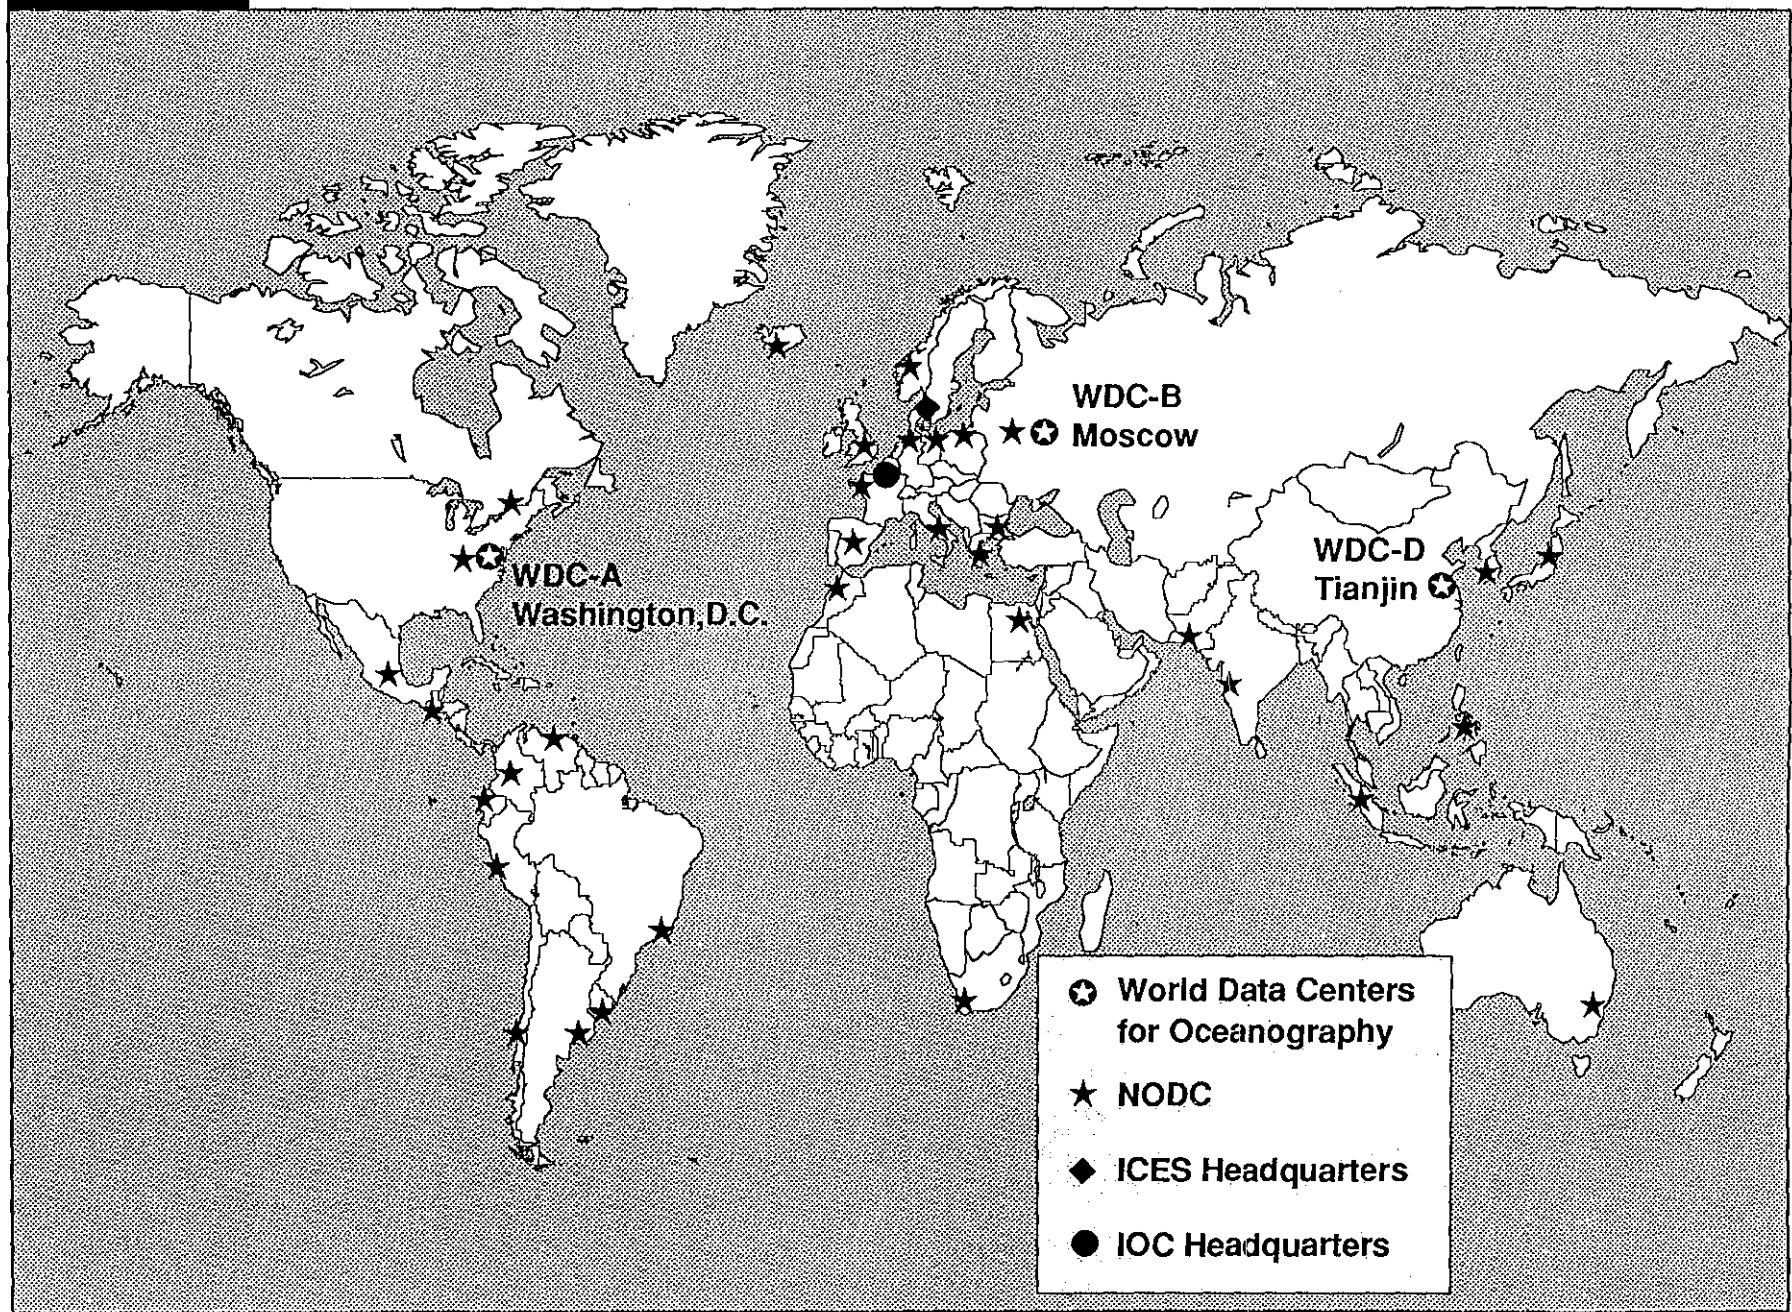 WDC-B
Moscow
WDC-D
Tianjin
WDC-A
Washington,D.C.
World Data Centers
for Oceanography
NODC
ICES Headquarters
IOC Headquarters